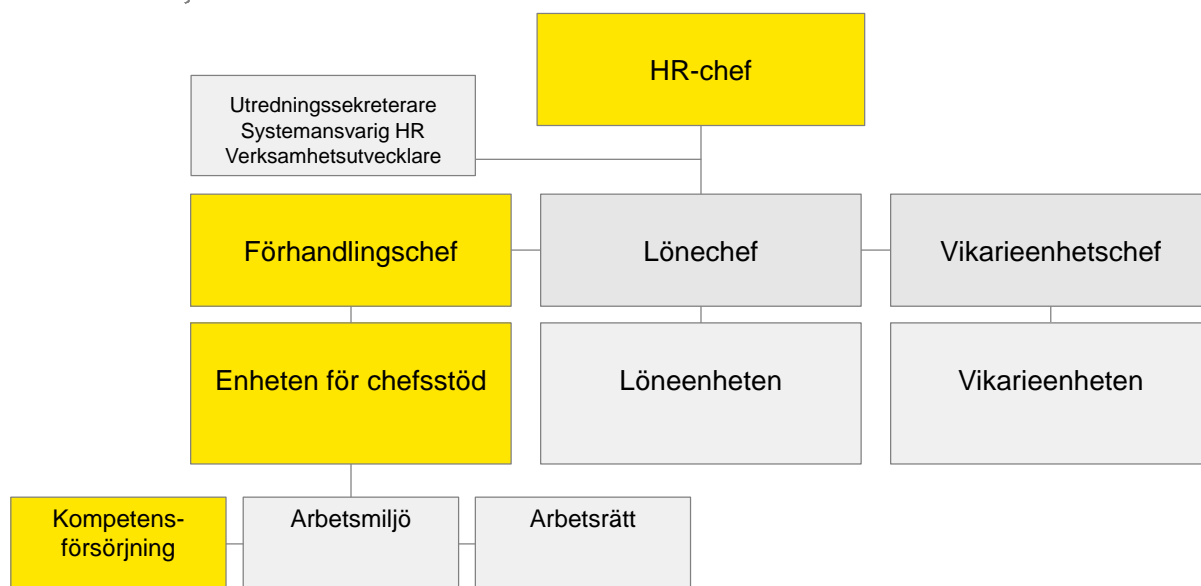 HR-chef
Utredningssekreterare
Systemansvarig HR
Verksamhetsutvecklare
Förhandlingschef
Lönechef
Vikarieenhetschef
Enheten för chefsstöd
Löneenheten
Vikarieenheten
Kompetens-
försörjning
Arbetsmiljö
Arbetsrätt